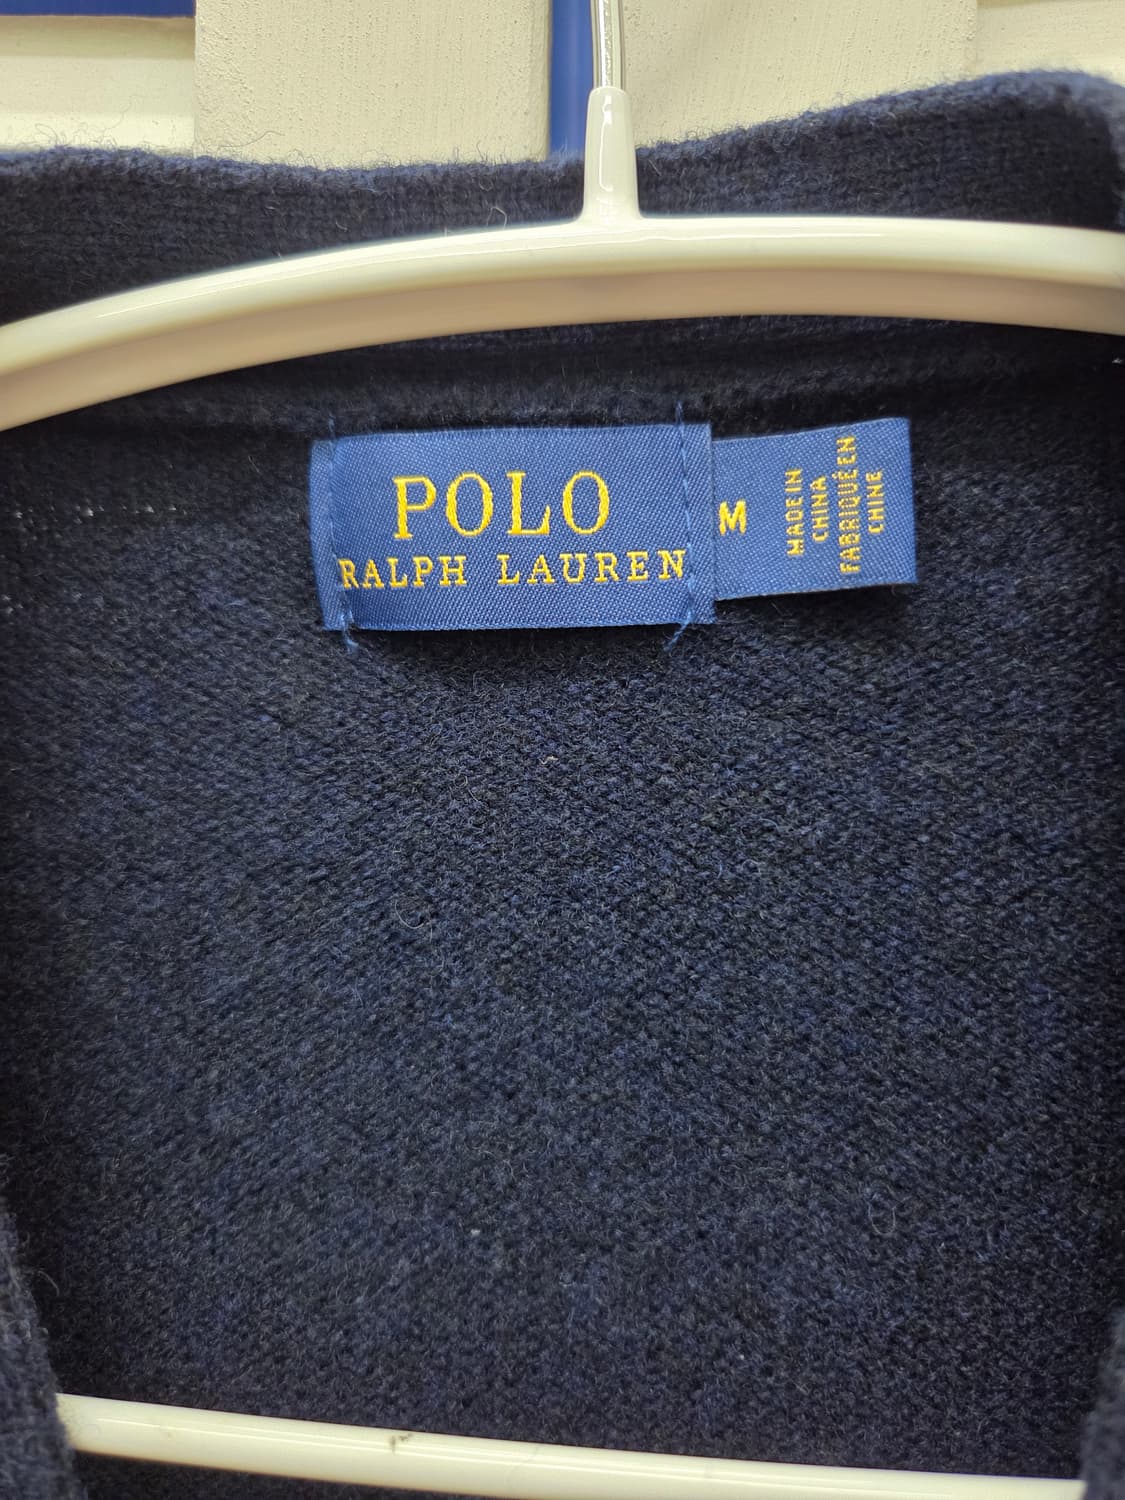 POLO
RALPH LAUREN
M
MADE IN
CHINA
FABRIQUÉ EN
CHINE